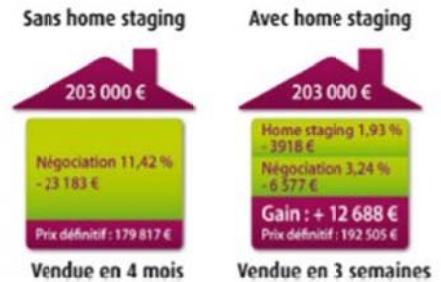 Sans home staging
203 000 €
Négociation 11,42 %
- 23 183 €
Prix définitif : 179 817 €
Vendue en 4 mois
Avec home staging
203 000 €
Home staging 1,93 %
- 3918 €
Négociation 3,24 %
- 6 577 €
Gain : + 12 688 €
Prix définitif : 192 505 €
Vendue en 3 semaines